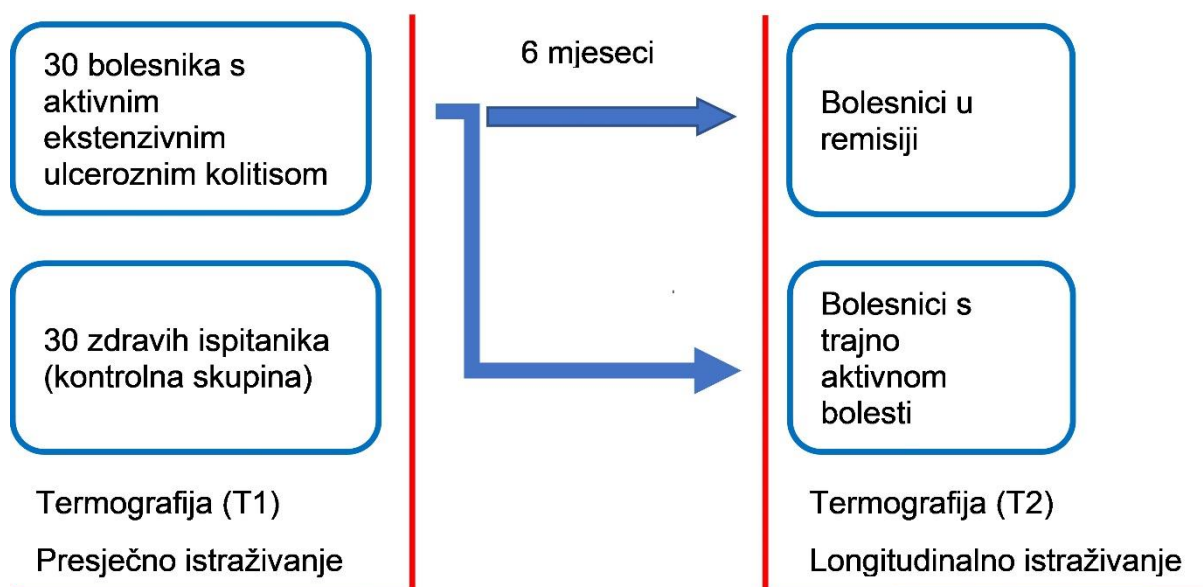 30 bolesnika s
aktivnim
ekstenzivnim
ulceroznim kolitisom
30 zdravih ispitanika
(kontrolna skupina)
Termografija (T1)
Presječno istraživanje
6 mjeseci
Bolesnici u
remisiji
Bolesnici s
trajno
aktivnom
bolesti
Termografija (T2)
Longitudinalno istraživanje